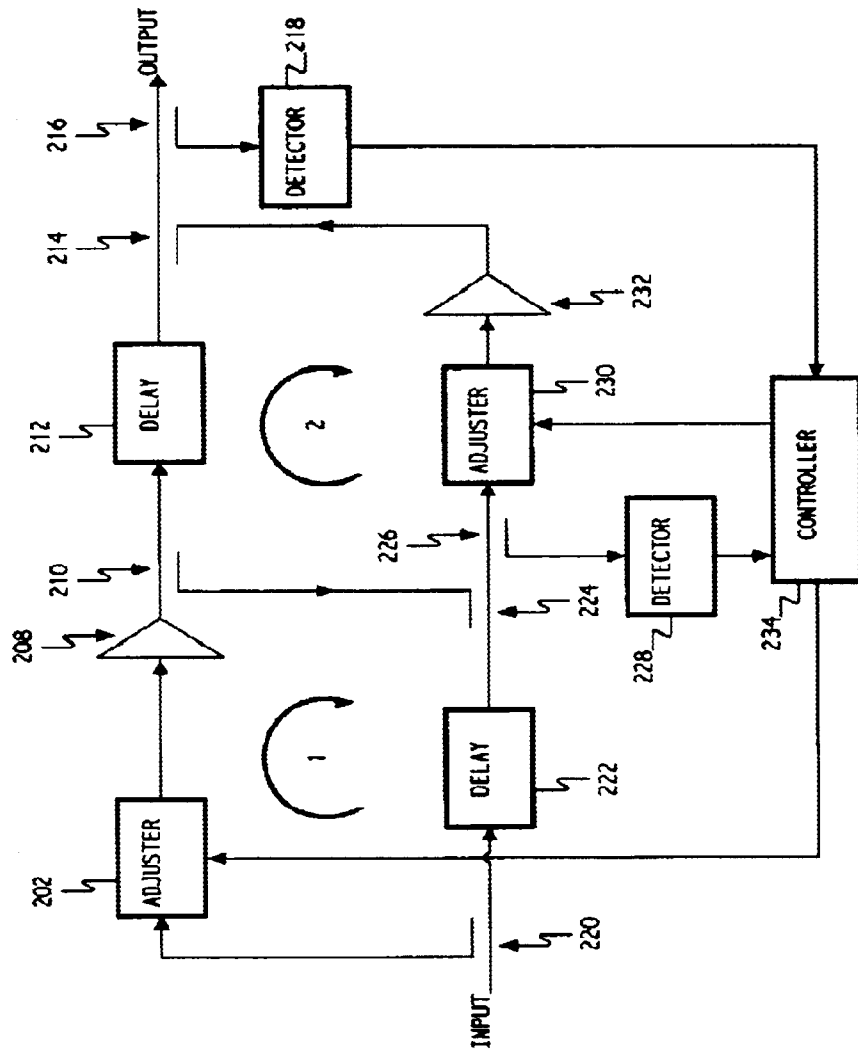 202
ADJUSTER
208
210
212
DELAY
214
216
OUTPUT
DETECTOR
218
1
2
INPUT
220
DELAY
222
224
226
ADJUSTER
230
232
DETECTOR
228
CONTROLLER
234